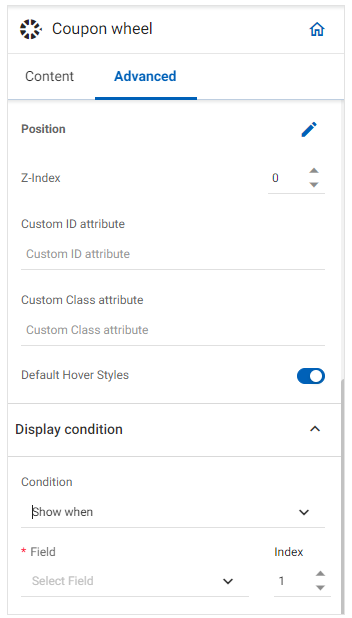 Coupon wheel
Content Advanced
Position
Z-Index 0
Custom ID attribute
Custom ID attribute
Custom Class attribute
Custom Class attribute
Default Hover Styles
Display condition
Condition
Show when
* Field Index
Select Field 1